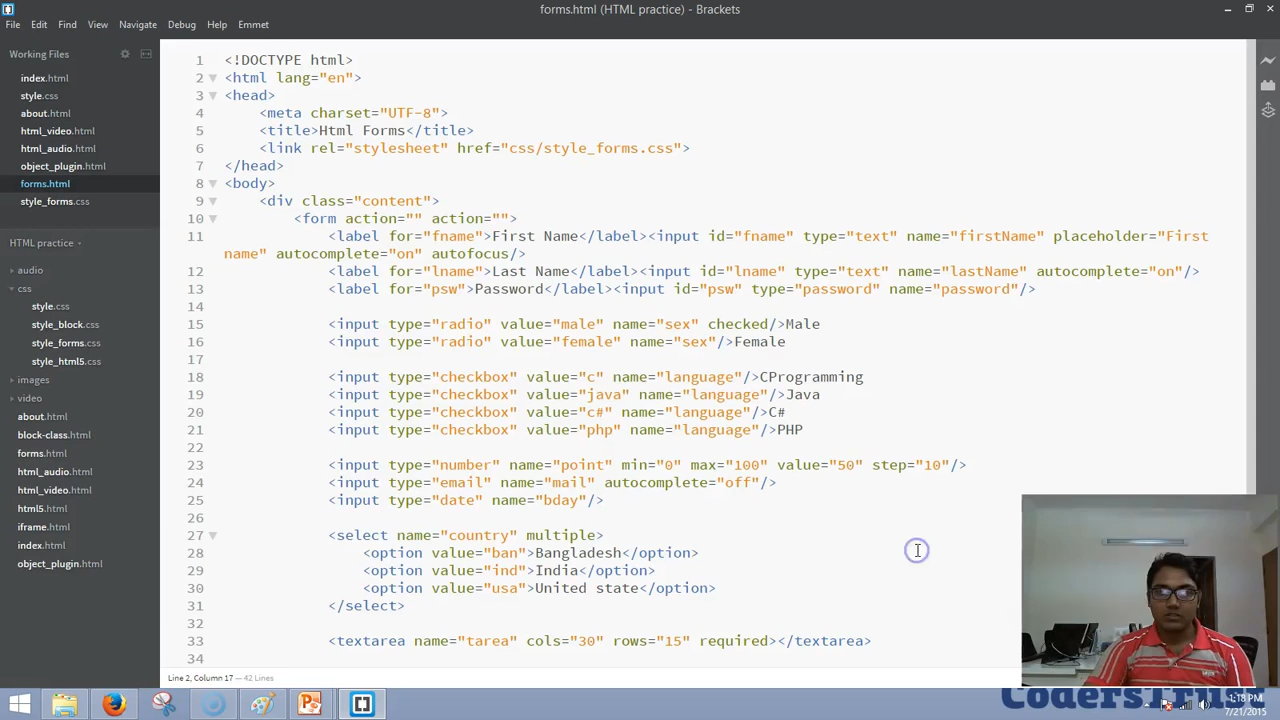 forms.html (HTML practice) - Brackets
File Edit Find View Navigate Debug Help Emmet
Working Files
index.html
style.css
about.html
html_video.html
html_audio.html
object_plugin.html
forms.html
style_forms.css
HTML practice
audio
css
style.css
style_block.css
style_forms.css
style_html5.css
images
video
about.html
block-class.html
forms.html
html_audio.html
html_video.html
html5.html
iframe.html
index.html
object_plugin.html
1 <!DOCTYPE html>
2 <html lang="en">
3 <head>
4 <meta charset="UTF-8">
5 <title>Html Forms</title>
6 <link rel="stylesheet" href="css/style_forms.css">
7 </head>
8 <body>
9 <div class="content">
10 <form action="" action="">
11 <label for="fname">First Name</label><input id="fname" type="text" name="firstName" placeholder="First
name" autocomplete="on" autofocus/>
12 <label for="lname">Last Name</label><input id="lname" type="text" name="lastName" autocomplete="on"/>
13 <label for="psw">Password</label><input id="psw" type="password" name="password"/>
14
15 <input type="radio" value="male" name="sex" checked/>Male
16 <input type="radio" value="female" name="sex"/>Female
17
18 <input type="checkbox" value="c" name="language"/>CProgramming
19 <input type="checkbox" value="java" name="language"/>Java
20 <input type="checkbox" value="c#" name="language"/>C#
21 <input type="checkbox" value="php" name="language"/>PHP
22
23 <input type="number" name="point" min="0" max="100" value="50" step="10"/>
24 <input type="email" name="mail" autocomplete="off"/>
25 <input type="date" name="bday"/>
26
27 <select name="country" multiple>
28 <option value="ban">Bangladesh</option>
29 <option value="ind">India</option>
30 <option value="usa">United state</option>
31 </select>
32
33 <textarea name="tarea" cols="30" rows="15" required></textarea>
34
Line 2, Column 17 — 42 Lines
CodersTrust
1:18 PM
7/21/2015